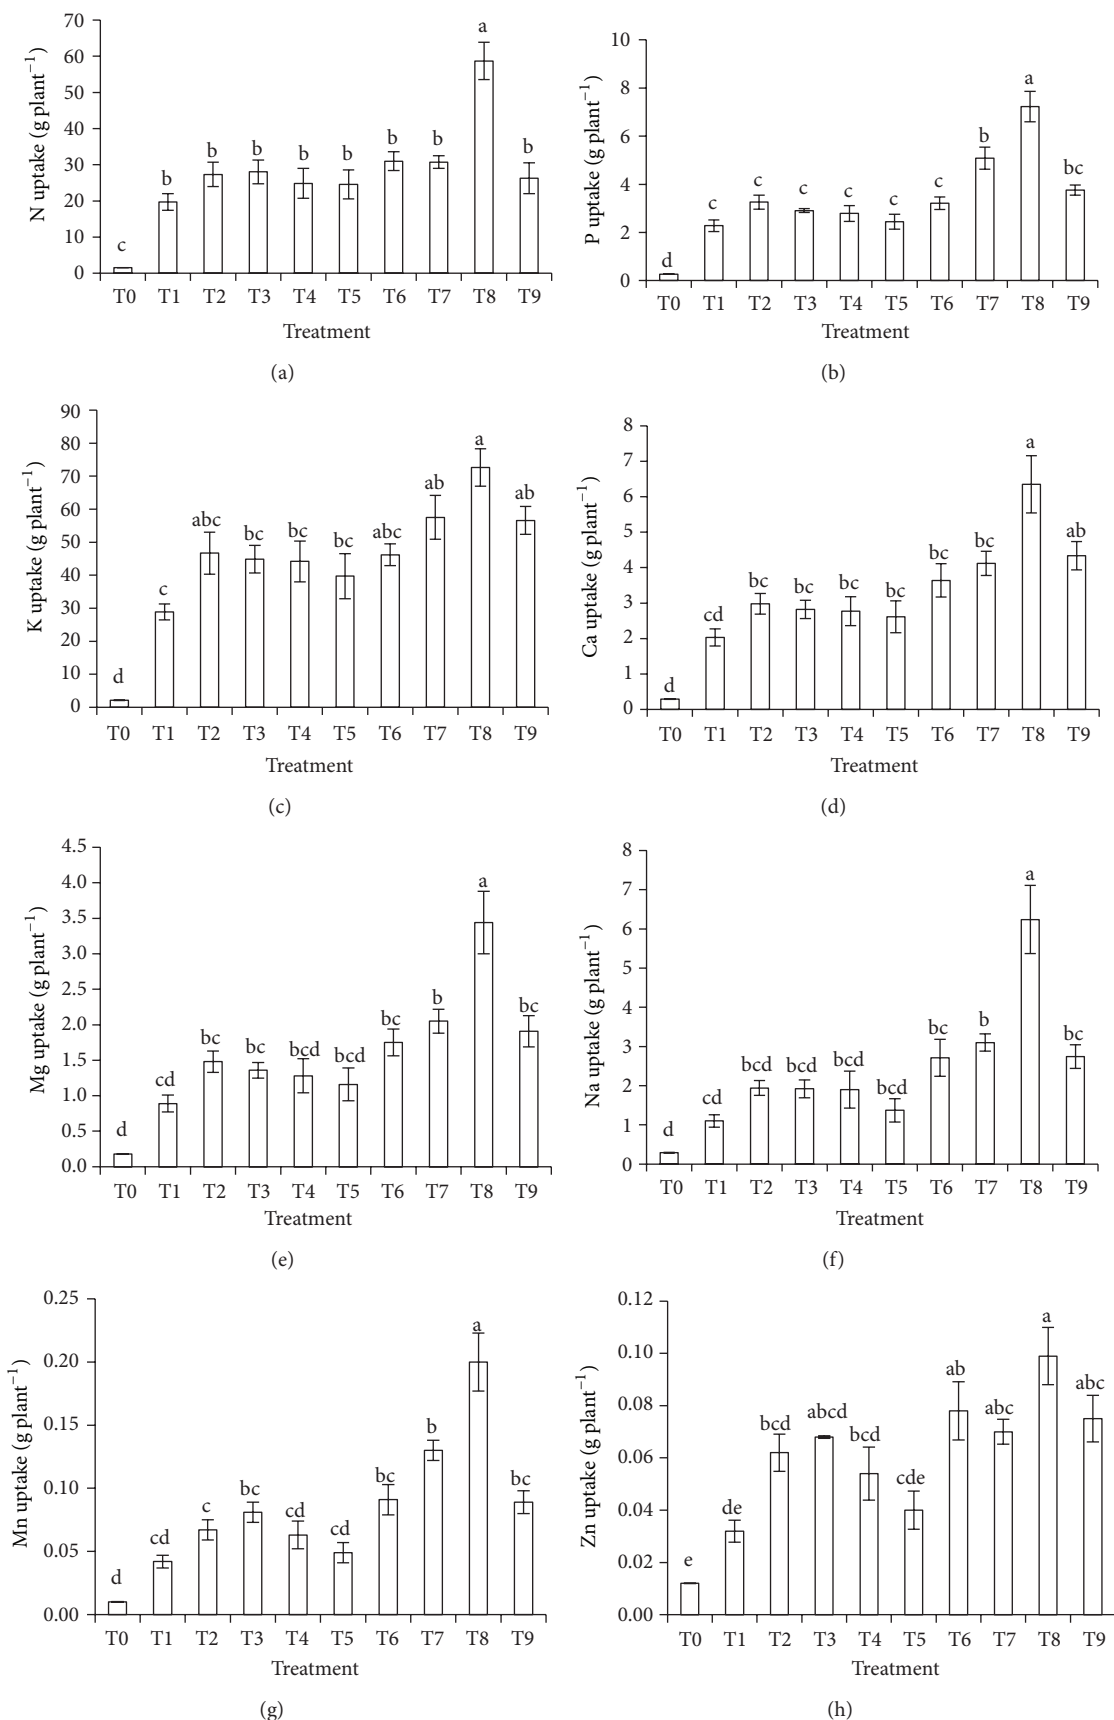 N uptake (g plant−1)
70
60
50
40
30
20
10
0
c
b
b
b
b
b
b
b
a
b
T0 T1 T2 T3 T4 T5 T6 T7 T8 T9
Treatment
(a)
P uptake (g plant−1)
10
8
6
4
2
0
d
c
c
c
c
c
c
b
a
bc
T0 T1 T2 T3 T4 T5 T6 T7 T8 T9
Treatment
(b)
K uptake (g plant−1)
90
80
70
60
50
40
30
20
10
0
d
c
abc
bc
bc
bc
abc
ab
a
ab
T0 T1 T2 T3 T4 T5 T6 T7 T8 T9
Treatment
(c)
Ca uptake (g plant−1)
8
7
6
5
4
3
2
1
0
d
cd
bc
bc
bc
bc
bc
bc
a
ab
T0 T1 T2 T3 T4 T5 T6 T7 T8 T9
Treatment
(d)
Mg uptake (g plant−1)
4.5
4.0
3.5
3.0
2.5
2.0
1.5
1.0
0.5
0.0
d
cd
bc
bc
bcd
bcd
bc
b
a
bc
T0 T1 T2 T3 T4 T5 T6 T7 T8 T9
Treatment
(e)
Na uptake (g plant−1)
8
7
6
5
4
3
2
1
0
d
cd
bcd
bcd
bcd
bcd
bc
b
a
bc
T0 T1 T2 T3 T4 T5 T6 T7 T8 T9
Treatment
(f)
Mn uptake (g plant−1)
0.25
0.20
0.15
0.10
0.05
0.00
d
cd
c
bc
cd
cd
bc
b
a
bc
T0 T1 T2 T3 T4 T5 T6 T7 T8 T9
Treatment
(g)
Zn uptake (g plant−1)
0.12
0.10
0.08
0.06
0.04
0.02
0.00
e
de
bcd
abcd
bcd
cde
ab
abc
a
abc
T0 T1 T2 T3 T4 T5 T6 T7 T8 T9
Treatment
(h)